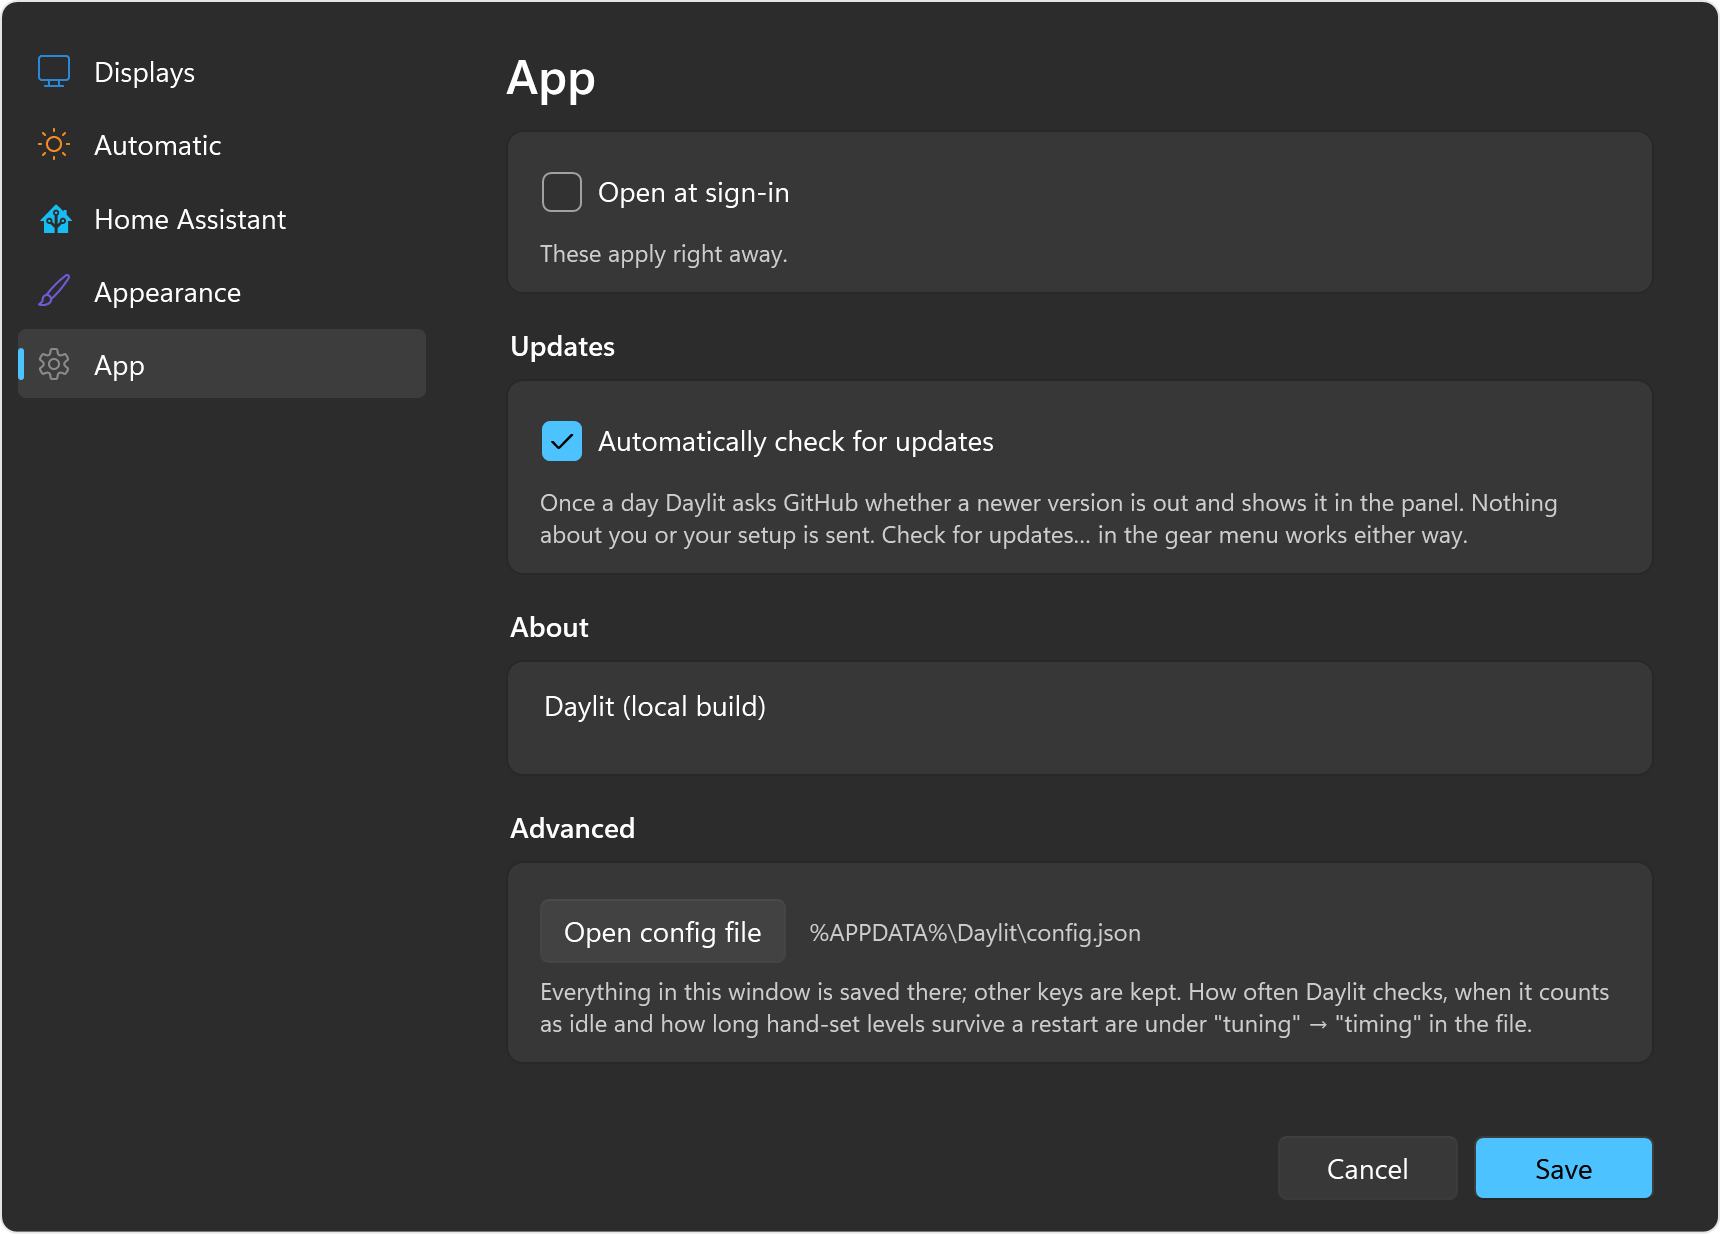 Displays
Automatic
Home Assistant
Appearance
App
App
Open at sign-in
These apply right away.
Updates
Automatically check for updates
Once a day Daylit asks GitHub whether a newer version is out and shows it in the panel. Nothing
about you or your setup is sent. Check for updates... in the gear menu works either way.
About
Daylit (local build)
Advanced
Open config file
%APPDATA%\Daylit\config.json
Everything in this window is saved there; other keys are kept. How often Daylit checks, when it counts
as idle and how long hand-set levels survive a restart are under "tuning" → "timing" in the file.
Cancel
Save